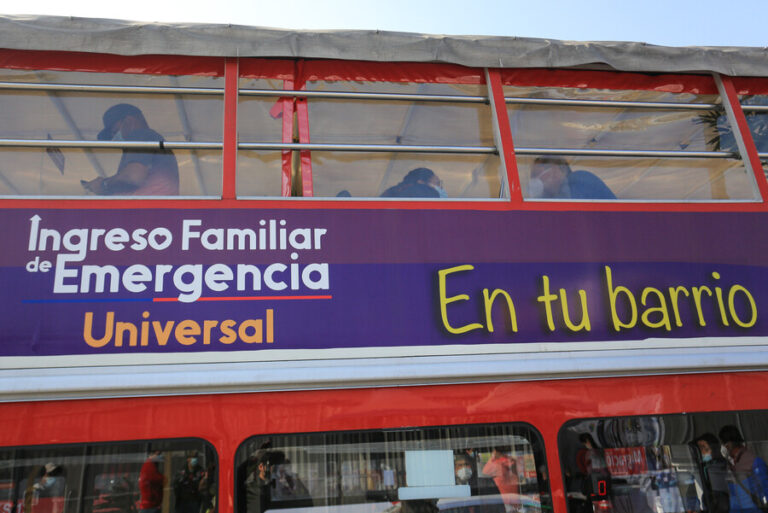 Ingreso Familiar
de Emergencia
Universal
En tu barrio